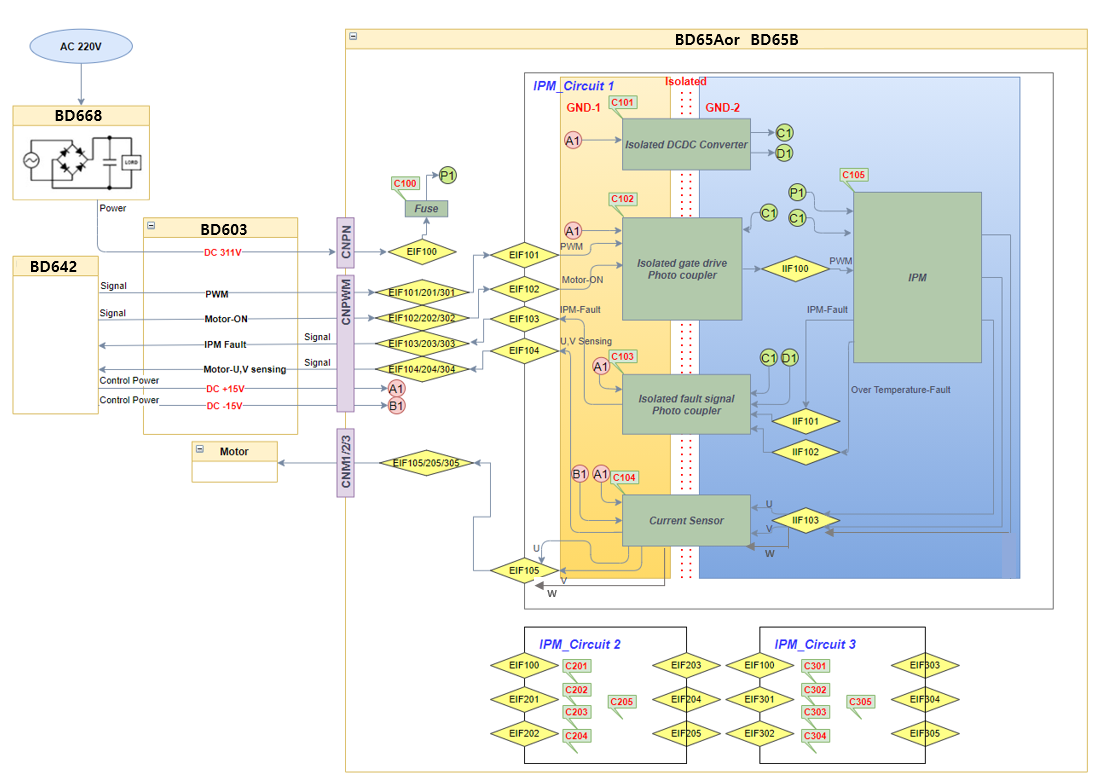 BD65Aor BD65B
AC 220V
BD668
LORD
Power
BD603
DC 311V
BD642
Signal
PWM
Signal
Motor-ON
IPM Fault
Signal
Motor-U,V sensing
Signal
Control Power
DC +15V
Control Power
DC -15V
A1
B1
Motor
CNPN
CNPWM
CNM1/2/3
C100
P1
Fuse
EIF100
EIF101/201/301
EIF102/202/302
EIF103/203/303
EIF104/204/304
EIF105/205/305
EIF101
EIF102
EIF103
EIF104
EIF105
IPM_Circuit 1
Isolated
GND-1
GND-2
C101
A1
Isolated DCDC Converter
C1
D1
C102
A1
PWM
Motor-ON
Isolated gate drive
Photo coupler
C1
IIF100
PWM
C105
P1
C1
IPM
IPM-Fault
IPM-Fault
U,V Sensing
C103
A1
Isolated fault signal
Photo coupler
C1
D1
Over Temperature-Fault
IIF101
IIF102
B1
A1
C104
Current Sensor
U
V
W
IIF103
U
V
W
IPM_Circuit 2
EIF100
EIF201
EIF202
C201
C202
C203
C204
C205
EIF203
EIF204
EIF205
IPM_Circuit 3
EIF100
EIF301
EIF302
C301
C302
C303
C304
C305
EIF303
EIF304
EIF305